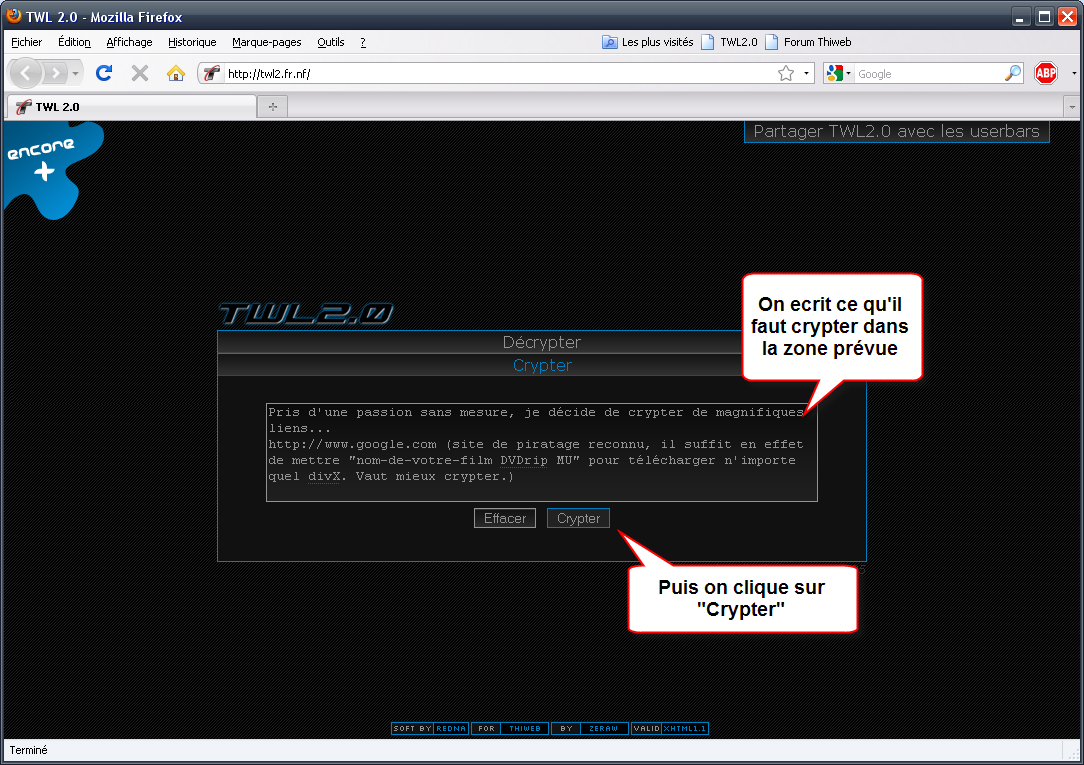 TWL 2.0 - Mozilla Firefox
Fichier Édition Affichage Historique Marque-pages Outils ?
Les plus visités TWL2.0 Forum Thiweb
http://twl2.fr.nf/
Google
ABP
TWL 2.0
encore
+
Partager TWL2.0 avec les userbars
TWL2.0
Décrypter
Crypter
On ecrit ce qu'il
faut crypter dans
la zone prévue
Pris d'une passion sans mesure, je décide de crypter de magnifiques
liens...
http://www.google.com (site de piratage reconnu, il suffit en effet
de mettre "nom-de-votre-film DVDrip MU" pour télécharger n'importe
quel divX. Vaut mieux crypter.)
Effacer Crypter
Puis on clique sur
"Crypter"
SOFT BY REDNA FOR THIWEB BY ZERAW VALID XHTML1.1
Terminé